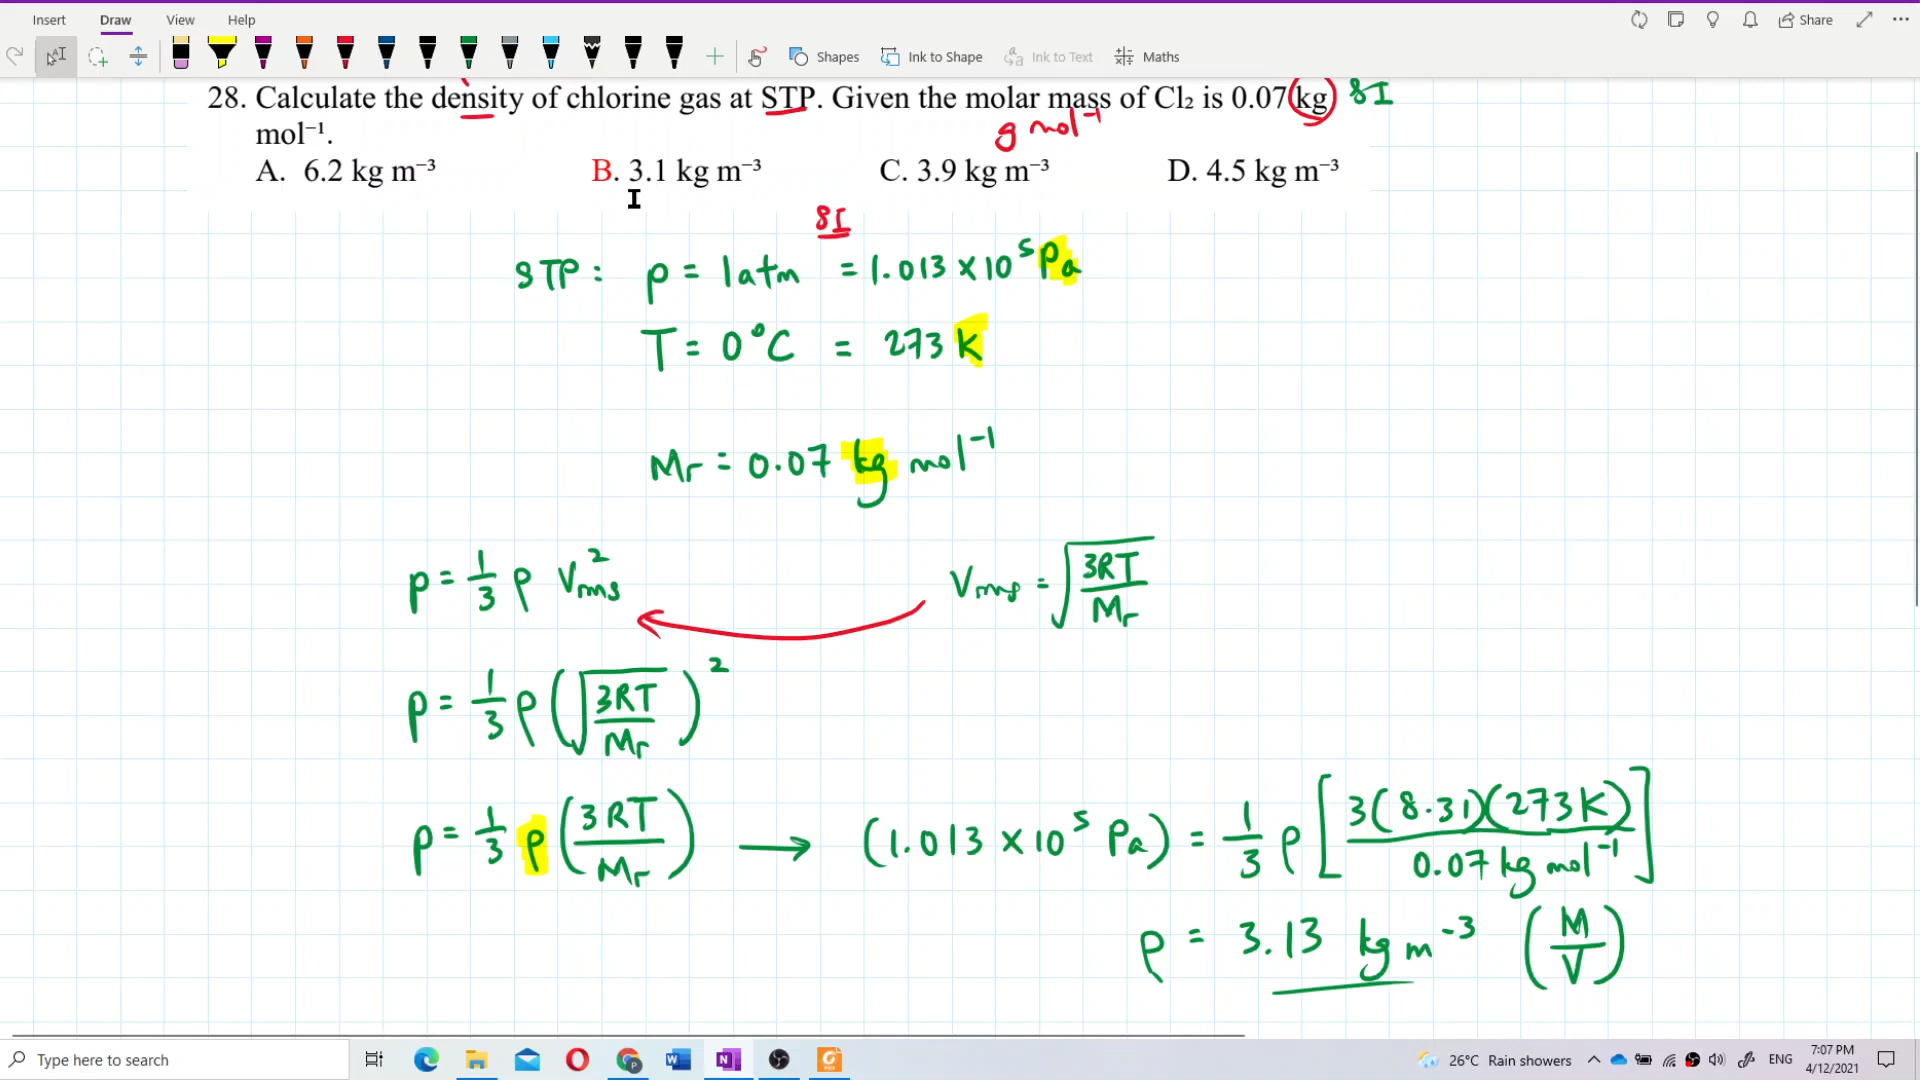 Insert Draw View Help Share
Shapes Ink to Shape Ink to Text Maths
28. Calculate the density of chlorine gas at STP. Given the molar mass of Cl₂ is 0.07 kg SI
mol⁻¹.
g mol⁻¹
A. 6.2 kg m⁻³ B. 3.1 kg m⁻³ C. 3.9 kg m⁻³ D. 4.5 kg m⁻³
SI
STP: p = 1 atm = 1.013 × 10⁵ Pa
T = 0°C = 273 K
Mr = 0.07 kg mol⁻¹
p = 1/3 ρ Vrms² Vrms = √(3RT/Mr)
p = 1/3 ρ (√(3RT/Mr))²
p = 1/3 ρ (3RT/Mr) → (1.013 × 10⁵ Pa) = 1/3 ρ [3(8.31)(273K)/0.07 kg mol⁻¹]
ρ = 3.13 kg m⁻³ (M/V)
Type here to search
26°C Rain showers ENG 7:07 PM
4/12/2021